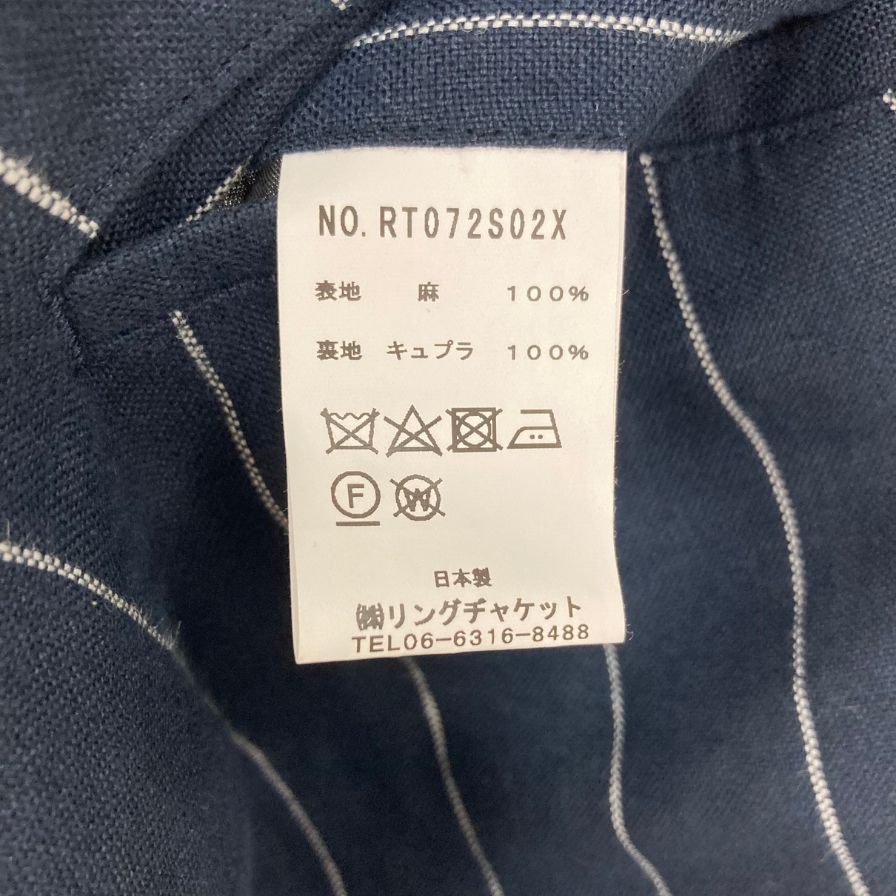 NO. RT072S02X
表地 麻 100%
裏地 キュプラ 100%
F
W
日本製
㈱リングヂャケット
TEL06-6316-8488